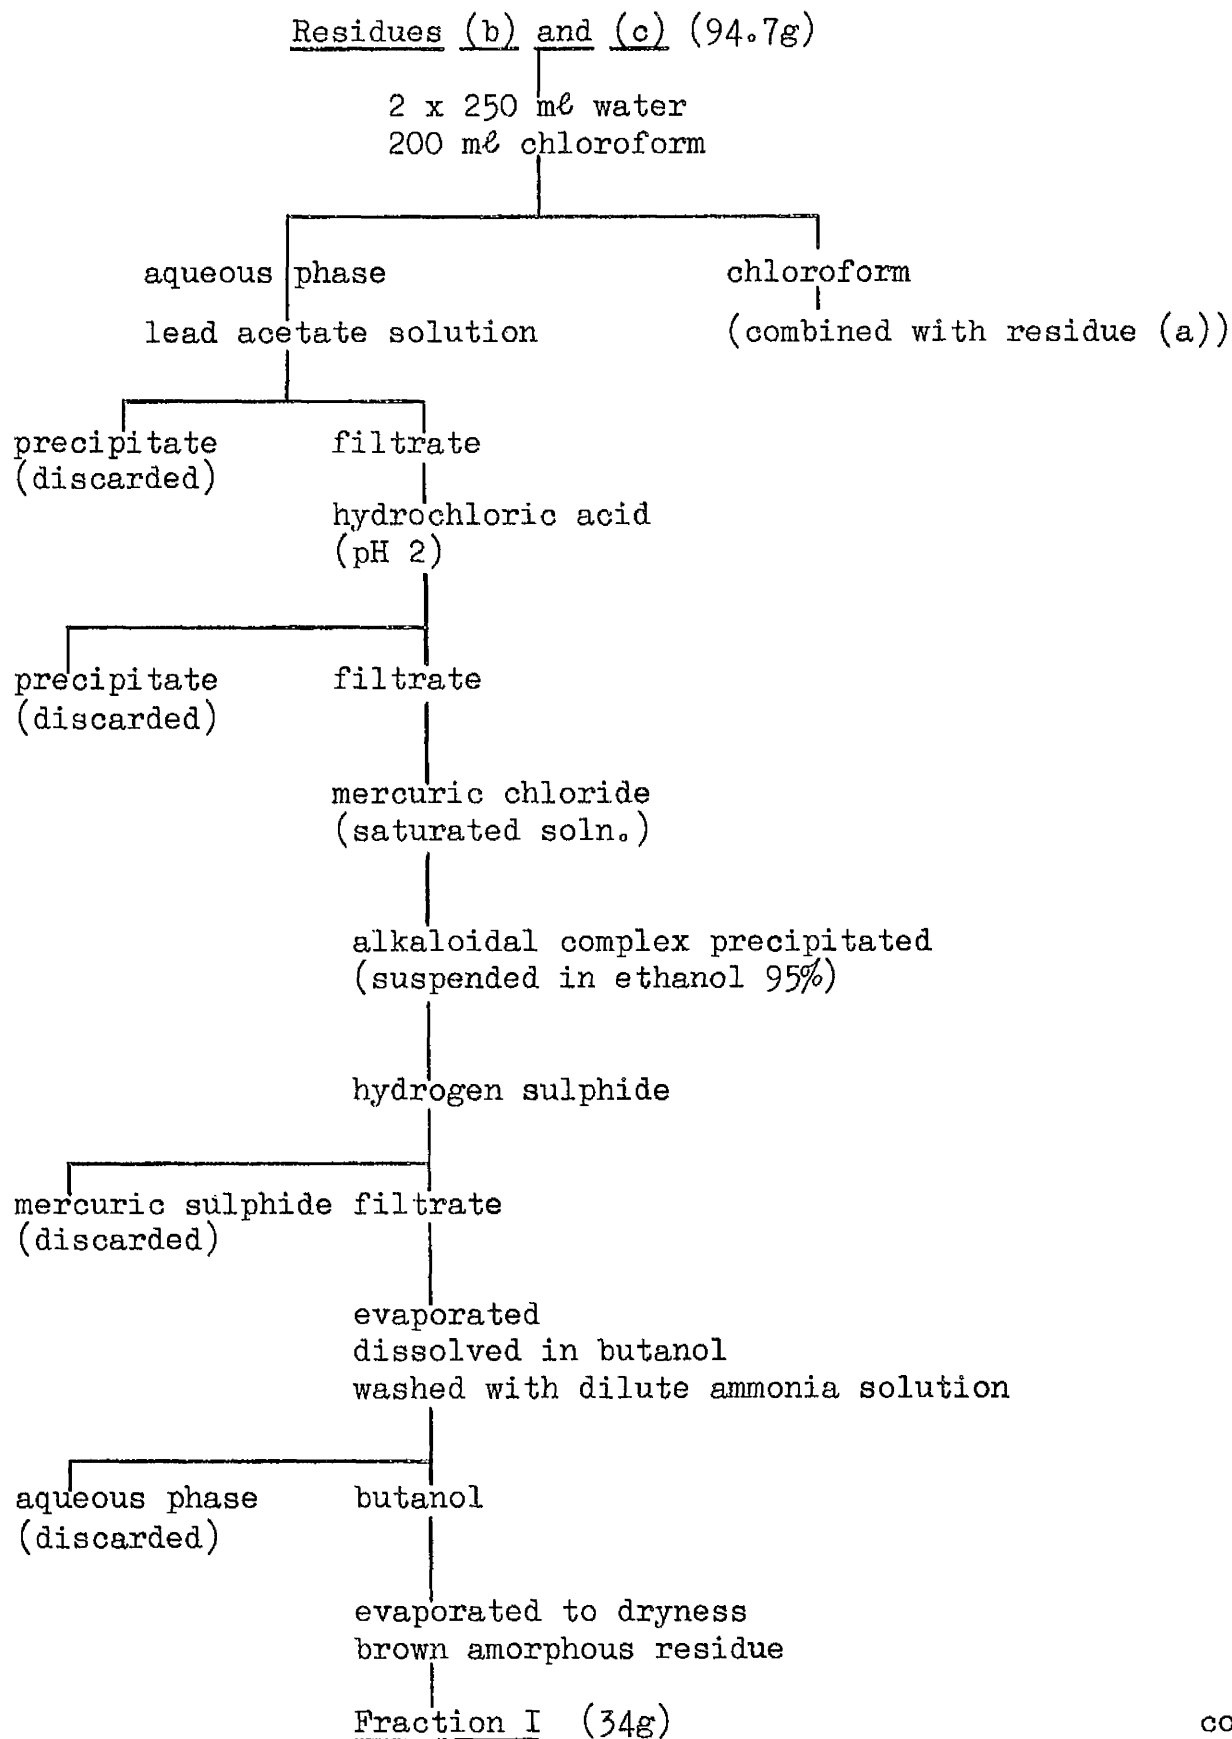 Residues (b) and (c) (94.7g)
2 x 250 mℓ water
200 mℓ chloroform
aqueous phase
chloroform
lead acetate solution
(combined with residue (a))
precipitate
(discarded)
filtrate
hydrochloric acid
(pH 2)
precipitate
(discarded)
filtrate
mercuric chloride
(saturated soln.)
alkaloidal complex precipitated
(suspended in ethanol 95%)
hydrogen sulphide
mercuric sulphide
(discarded)
filtrate
evaporated
dissolved in butanol
washed with dilute ammonia solution
aqueous phase
(discarded)
butanol
evaporated to dryness
brown amorphous residue
Fraction I (34g)